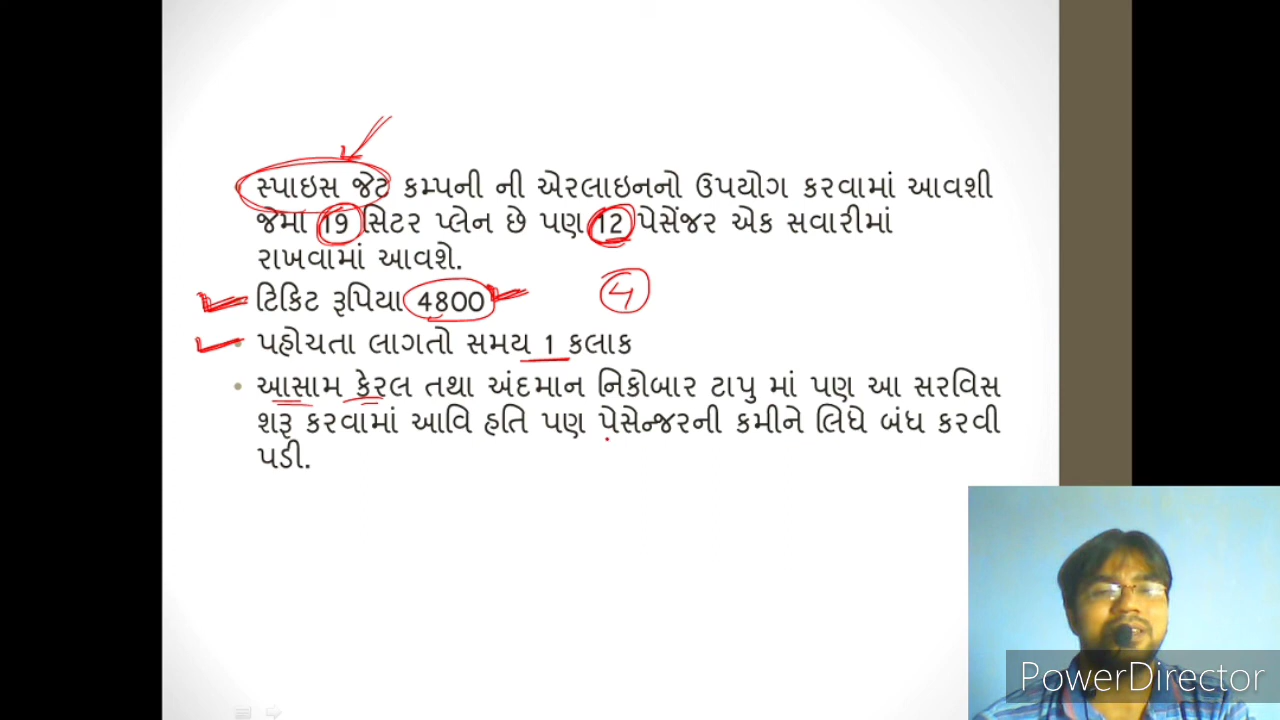 સ્પાઇસ જેટ કમ્પની ની એરલાઇનનો ઉપયોગ કરવામાં આવશી
જેમાં 19 સિટર પ્લેન છે પણ 12 પેસેંજર એક સવારીમાં
રાખવામાં આવશે.
ટિકિટ રૂપિયા 4800
4
પહોચતા લાગતો સમય 1 કલાક
આસામ કેરલ તથા અંદમાન નિકોબાર ટાપુ માં પણ આ સરવિસ
શરૂ કરવામાં આવિ હતિ પણ પેસેન્જરની કમીને લિધે બંધ કરવી
પડી.
PowerDirector